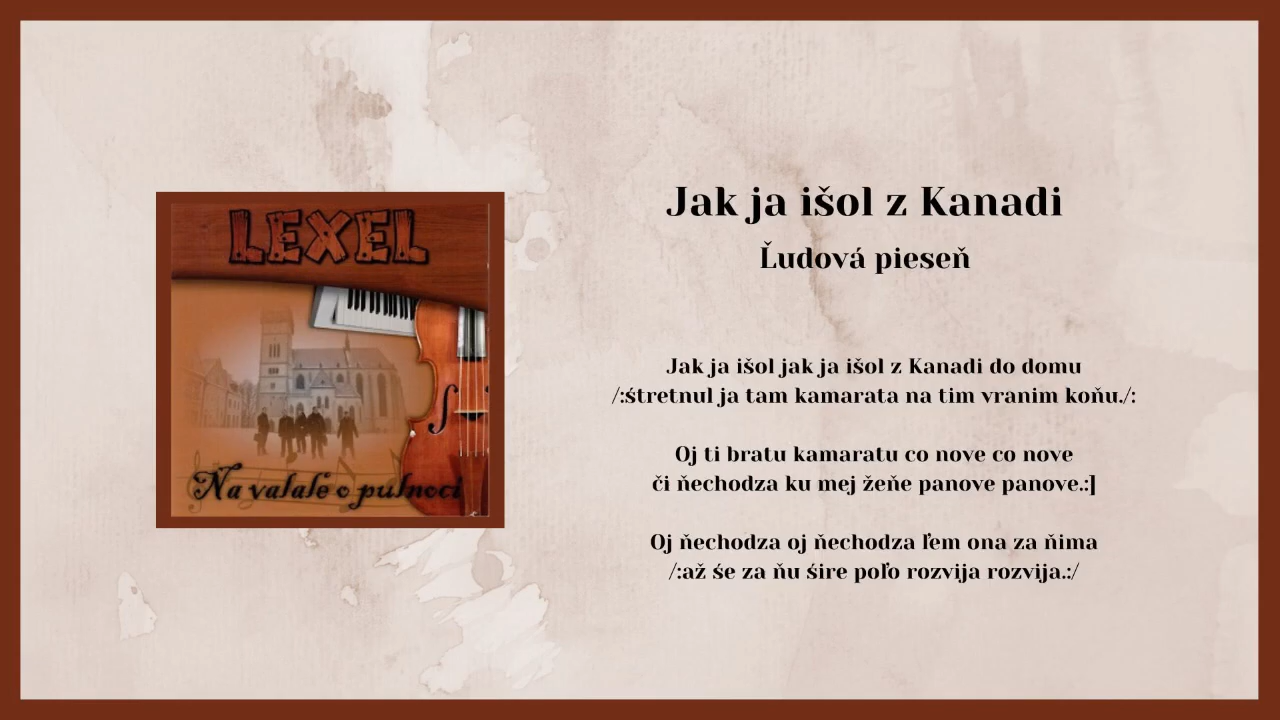 LEXEL
Na valale o pulnoci
Jak ja išol z Kanadi
Ľudová pieseň
Jak ja išol jak ja išol z Kanadi do domu
/:śtretnul ja tam kamarata na tim vranim koňu./:
Oj ti bratu kamaratu co nove co nove
či ňechodza ku mej žeňe panove panove.:]
Oj ňechodza oj ňechodza ľem ona za ňima
/:až śe za ňu śire poľo rozvija rozvija.:/